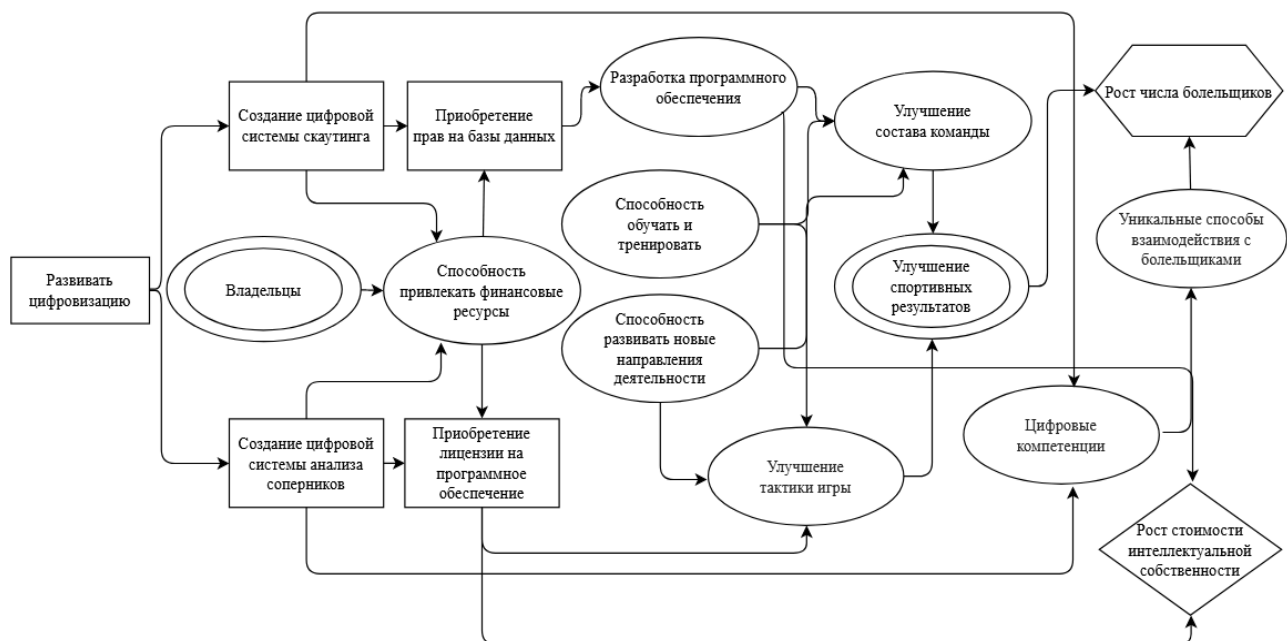 Разработка программного
обеспечения
Рост числа болельщиков
Создание цифровой
системы скаутинга
Приобретение
прав на базы данных
Улучшение
состава команды
Способность
обучать и
тренировать
Уникальные способы
взаимодействия с
болельщиками
Развивать
цифровизацию
Владельцы
Способность
привлекать финансовые
ресурсы
Улучшение
спортивных
результатов
Способность
развивать новые
направления
деятельности
Создание цифровой
системы анализа
соперников
Приобретение
лицензии на
программное
обеспечение
Улучшение
тактики игры
Цифровые
компетенции
Рост стоимости
интеллектуальной
собственности